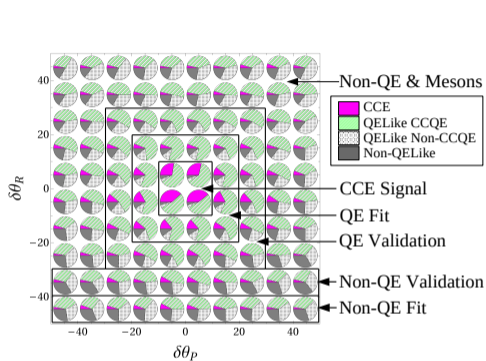 40
20
0
−20
−40
δθR
−40
−20
0
20
40
δθP
Non-QE & Mesons
CCE
QELike CCQE
QELike Non-CCQE
Non-QELike
CCE Signal
QE Fit
QE Validation
Non-QE Validation
Non-QE Fit